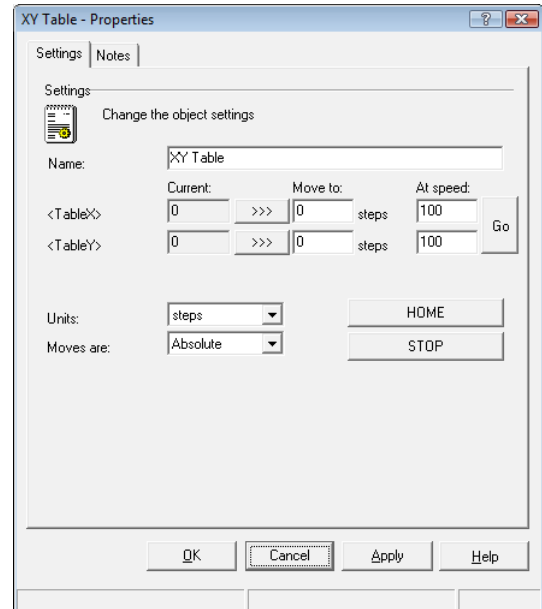 XY Table - Properties
Settings Notes
Settings
Change the object settings
Name: XY Table
Current: Move to: At speed:
<TableX> 0 >>> 0 steps 100
Go
<TableY> 0 >>> 0 steps 100
Units: steps HOME
Moves are: Absolute STOP
OK Cancel Apply Help